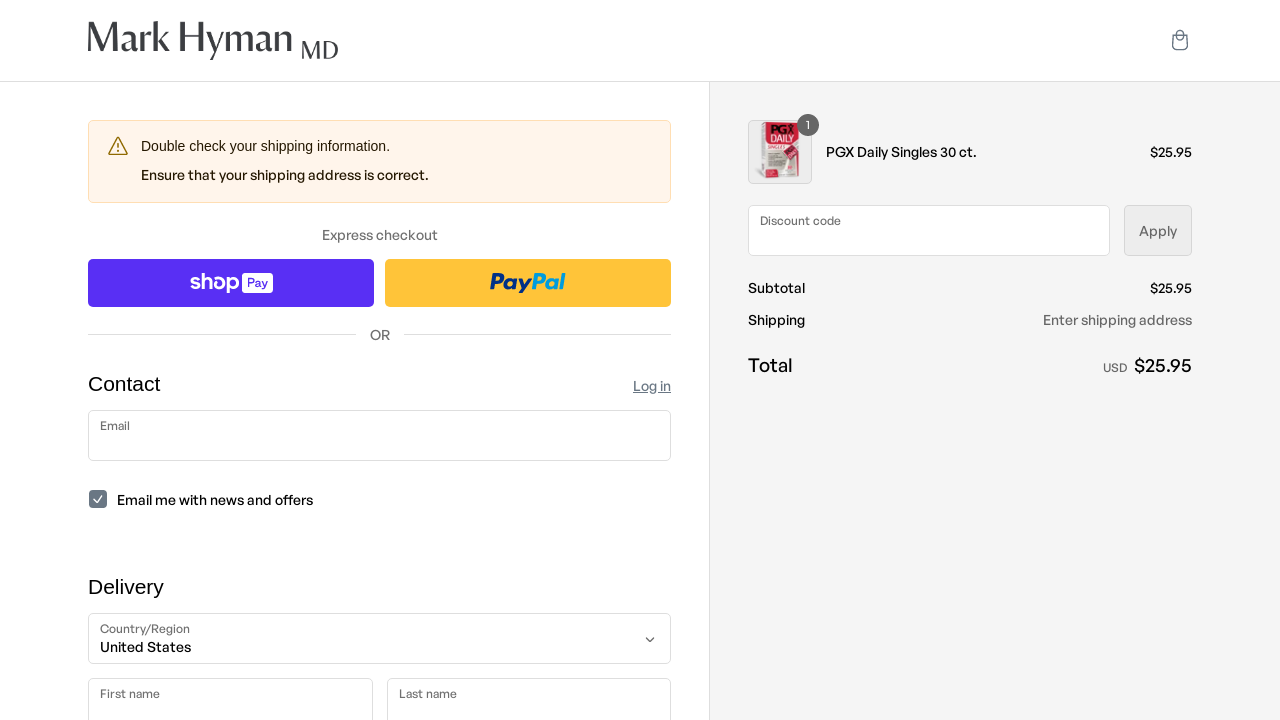 Mark Hyman MD
Double check your shipping information.
Ensure that your shipping address is correct.
Express checkout
shop Pay
PayPal
OR
Contact
Log in
Email
Email me with news and offers
Delivery
Country/Region
United States
First name
Last name
PGX
DAILY
SINGLES
1
PGX Daily Singles 30 ct.
$25.95
Discount code
Apply
Subtotal
$25.95
Shipping
Enter shipping address
Total
USD $25.95